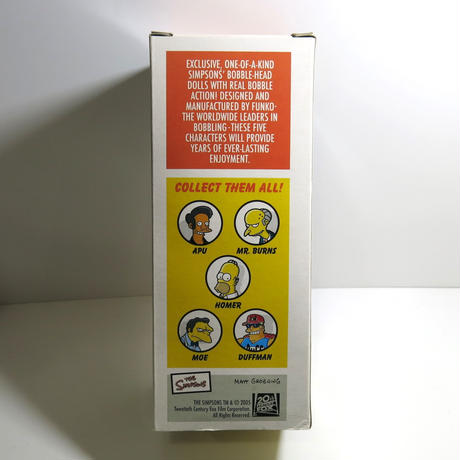 EXCLUSIVE, ONE-OF-A-KIND
SIMPSONS' BOBBLE-HEAD
DOLLS WITH REAL BOBBLE
ACTION! DESIGNED AND
MANUFACTURED BY FUNKO-
THE WORLDWIDE LEADERS IN
BOBBLING-THESE FIVE
CHARACTERS WILL PROVIDE
YEARS OF EVER-LASTING
ENJOYMENT.
COLLECT THEM ALL!
APU
MR. BURNS
HOMER
MOE
DUFFMAN
THE
SIMPSONS
MATT GROENING
THE SIMPSONS TM & © 2005
Twentieth Century Fox Film Corporation.
All Rights Reserved.
20th
CENTURY
FOX